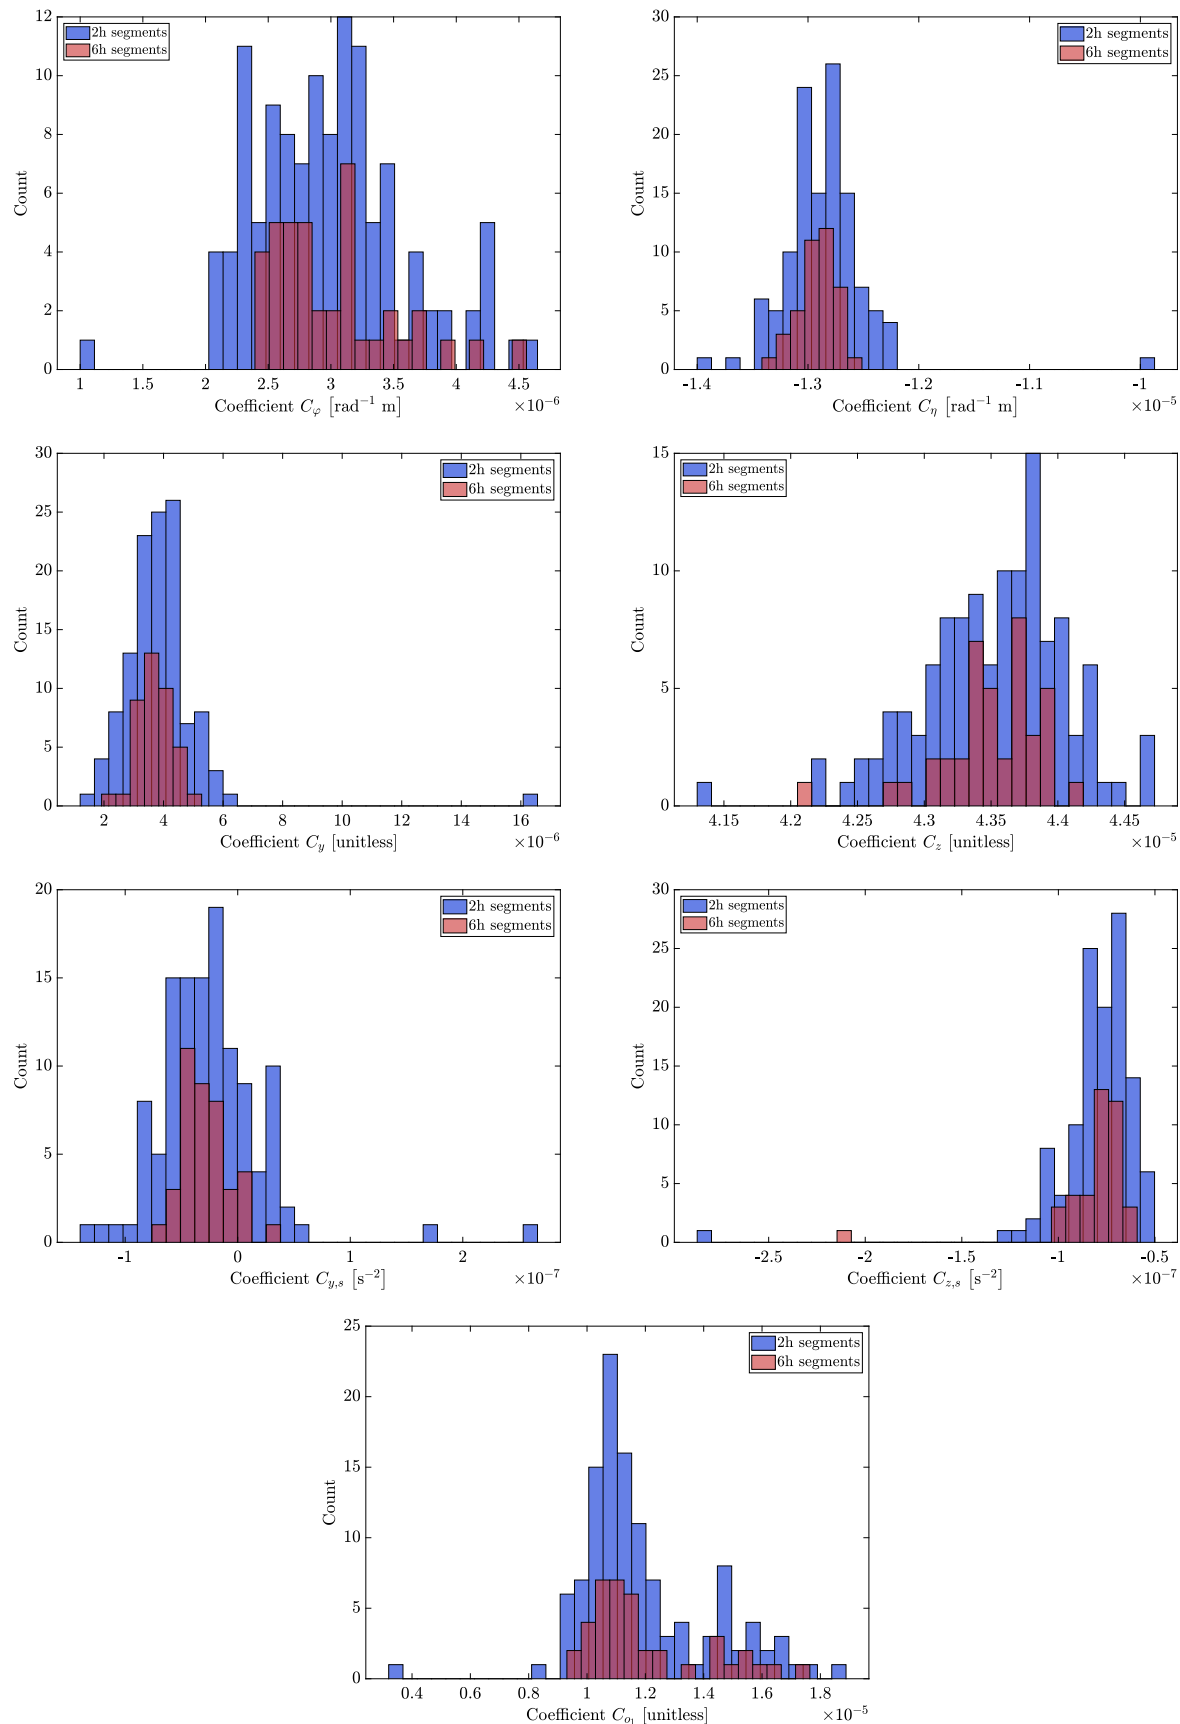 12
10
8
6
4
2
0
Count
2h segments
6h segments
1 1.5 2 2.5 3 3.5 4 4.5
Coefficient C_φ [rad⁻¹ m] ×10⁻⁶
30
25
20
15
10
5
0
Count
2h segments
6h segments
-1.4 -1.3 -1.2 -1.1 -1
Coefficient C_η [rad⁻¹ m] ×10⁻⁵
30
25
20
15
10
5
0
Count
2h segments
6h segments
2 4 6 8 10 12 14 16
Coefficient C_y [unitless] ×10⁻⁶
15
10
5
0
Count
2h segments
6h segments
4.15 4.2 4.25 4.3 4.35 4.4 4.45
Coefficient C_z [unitless] ×10⁻⁵
20
15
10
5
0
Count
2h segments
6h segments
-1 0 1 2
Coefficient C_{y,s} [s⁻²] ×10⁻⁷
30
25
20
15
10
5
0
Count
2h segments
6h segments
-2.5 -2 -1.5 -1 -0.5
Coefficient C_{z,s} [s⁻²] ×10⁻⁷
25
20
15
10
5
0
Count
2h segments
6h segments
0.4 0.6 0.8 1 1.2 1.4 1.6 1.8
Coefficient C_{o₁} [unitless] ×10⁻⁵